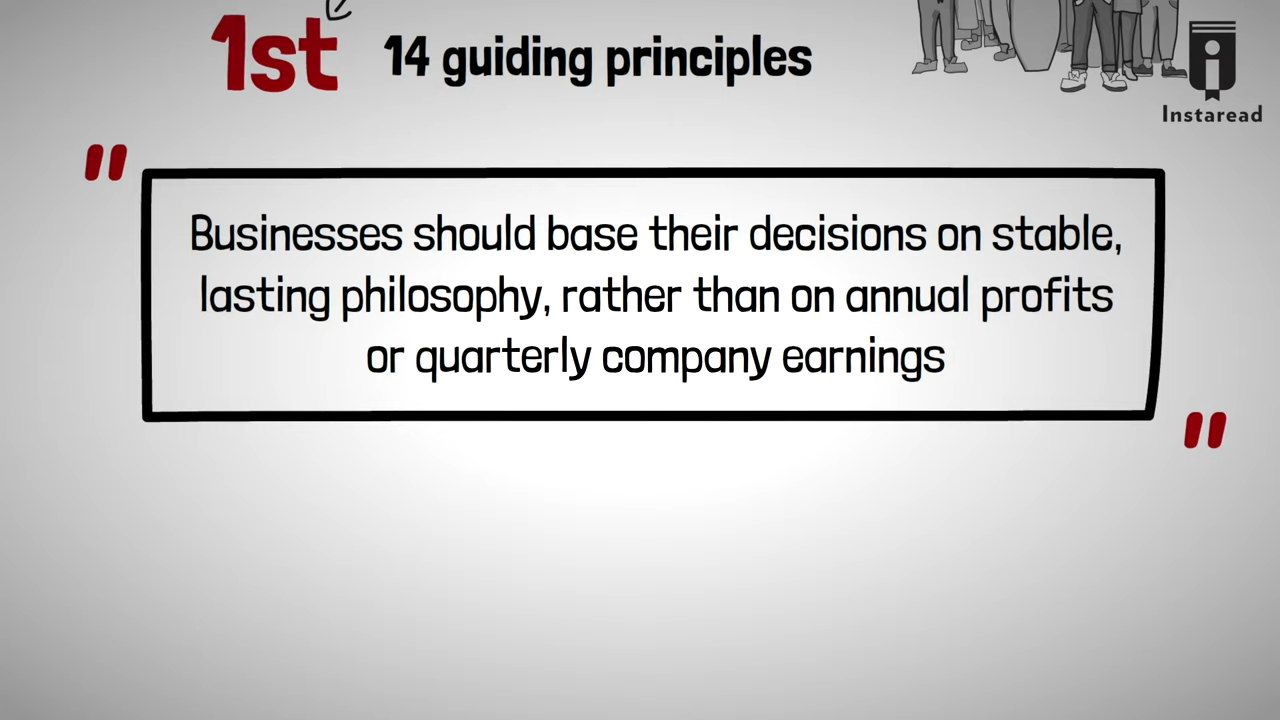 1st 14 guiding principles
Instaread
"
Businesses should base their decisions on stable,
lasting philosophy, rather than on annual profits
or quarterly company earnings
"